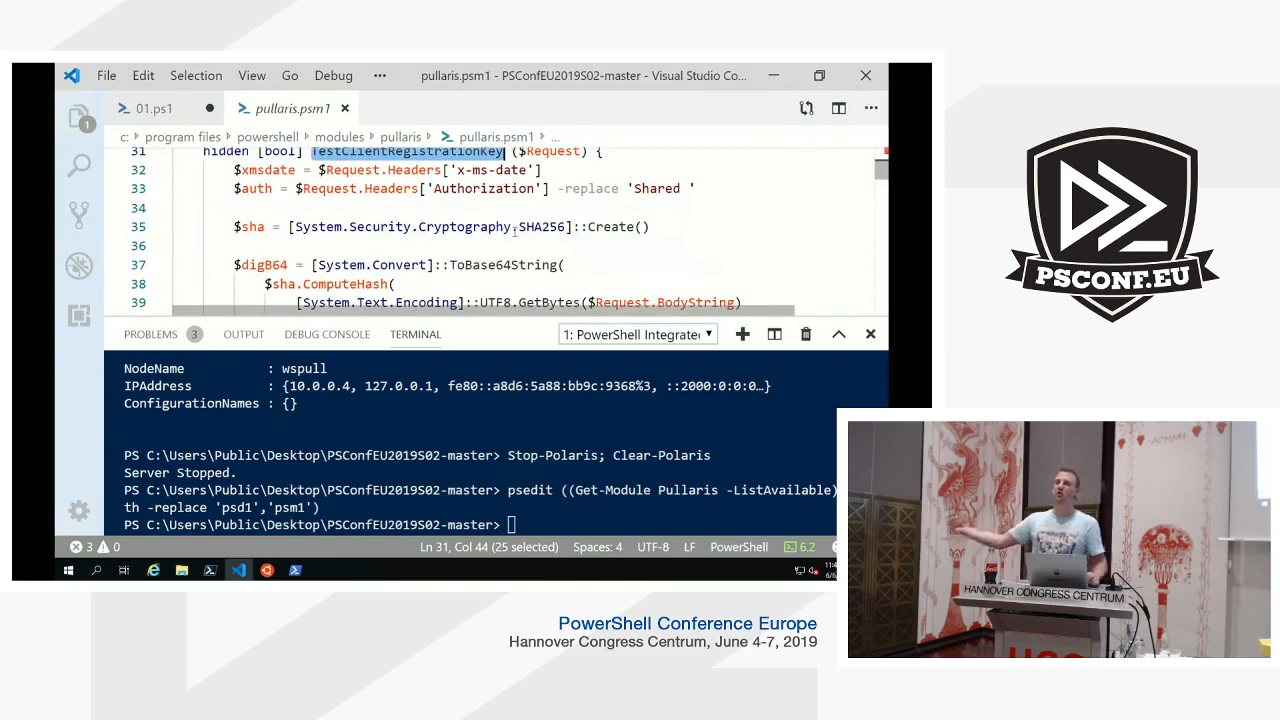 File Edit Selection View Go Debug ••• pullaris.psm1 - PSConfEU2019S02-master - Visual Studio Co...
01.ps1 ● pullaris.psm1
c: › program files › powershell › modules › pullaris › pullaris.psm1 › ...
31 hidden [bool] TestClientRegistrationKey ($Request) {
32 $xmsdate = $Request.Headers['x-ms-date']
33 $auth = $Request.Headers['Authorization'] -replace 'Shared '
34
35 $sha = [System.Security.Cryptography.SHA256]::Create()
36
37 $digB64 = [System.Convert]::ToBase64String(
38 $sha.ComputeHash(
39 [System.Text.Encoding]::UTF8.GetBytes($Request.BodyString)
1
PROBLEMS 3 OUTPUT DEBUG CONSOLE TERMINAL 1: PowerShell Integrate
NodeName : wspull
IPAddress : {10.0.0.4, 127.0.0.1, fe80::a8d6:5a88:bb9c:9368%3, ::2000:0:0:0…}
ConfigurationNames : {}
PS C:\Users\Public\Desktop\PSConfEU2019S02-master> Stop-Polaris; Clear-Polaris
Server Stopped.
PS C:\Users\Public\Desktop\PSConfEU2019S02-master> psedit ((Get-Module Pullaris -ListAvailable)
th -replace 'psd1','psm1')
PS C:\Users\Public\Desktop\PSConfEU2019S02-master>
3 0 Ln 31, Col 44 (25 selected) Spaces: 4 UTF-8 LF PowerShell 6.2
PSCONF.EU
HANNOVER CONGRESS CENTRUM
PowerShell Conference Europe
Hannover Congress Centrum, June 4-7, 2019